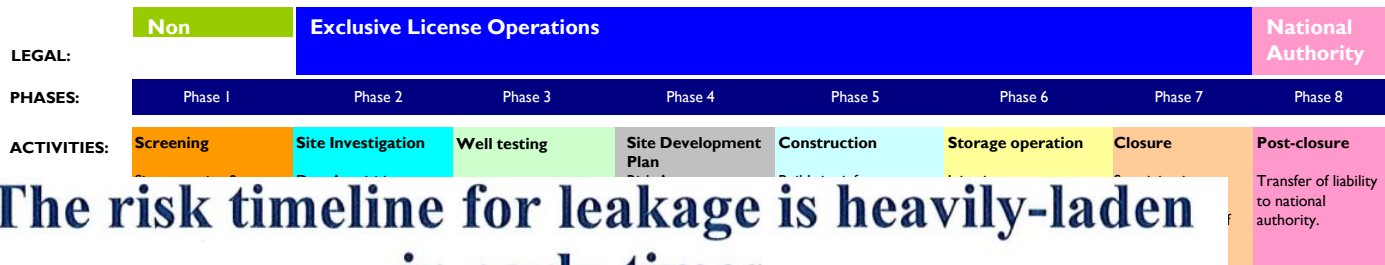 Non
Exclusive License Operations
National
Authority
LEGAL:
PHASES:
Phase 1
Phase 2
Phase 3
Phase 4
Phase 5
Phase 6
Phase 7
Phase 8
ACTIVITIES:
Screening
Site Investigation
Well testing
Site Development
Plan
Construction
Storage operation
Closure
Post-closure
Transfer of liability
to national
authority.
The risk timeline for leakage is heavily-laden